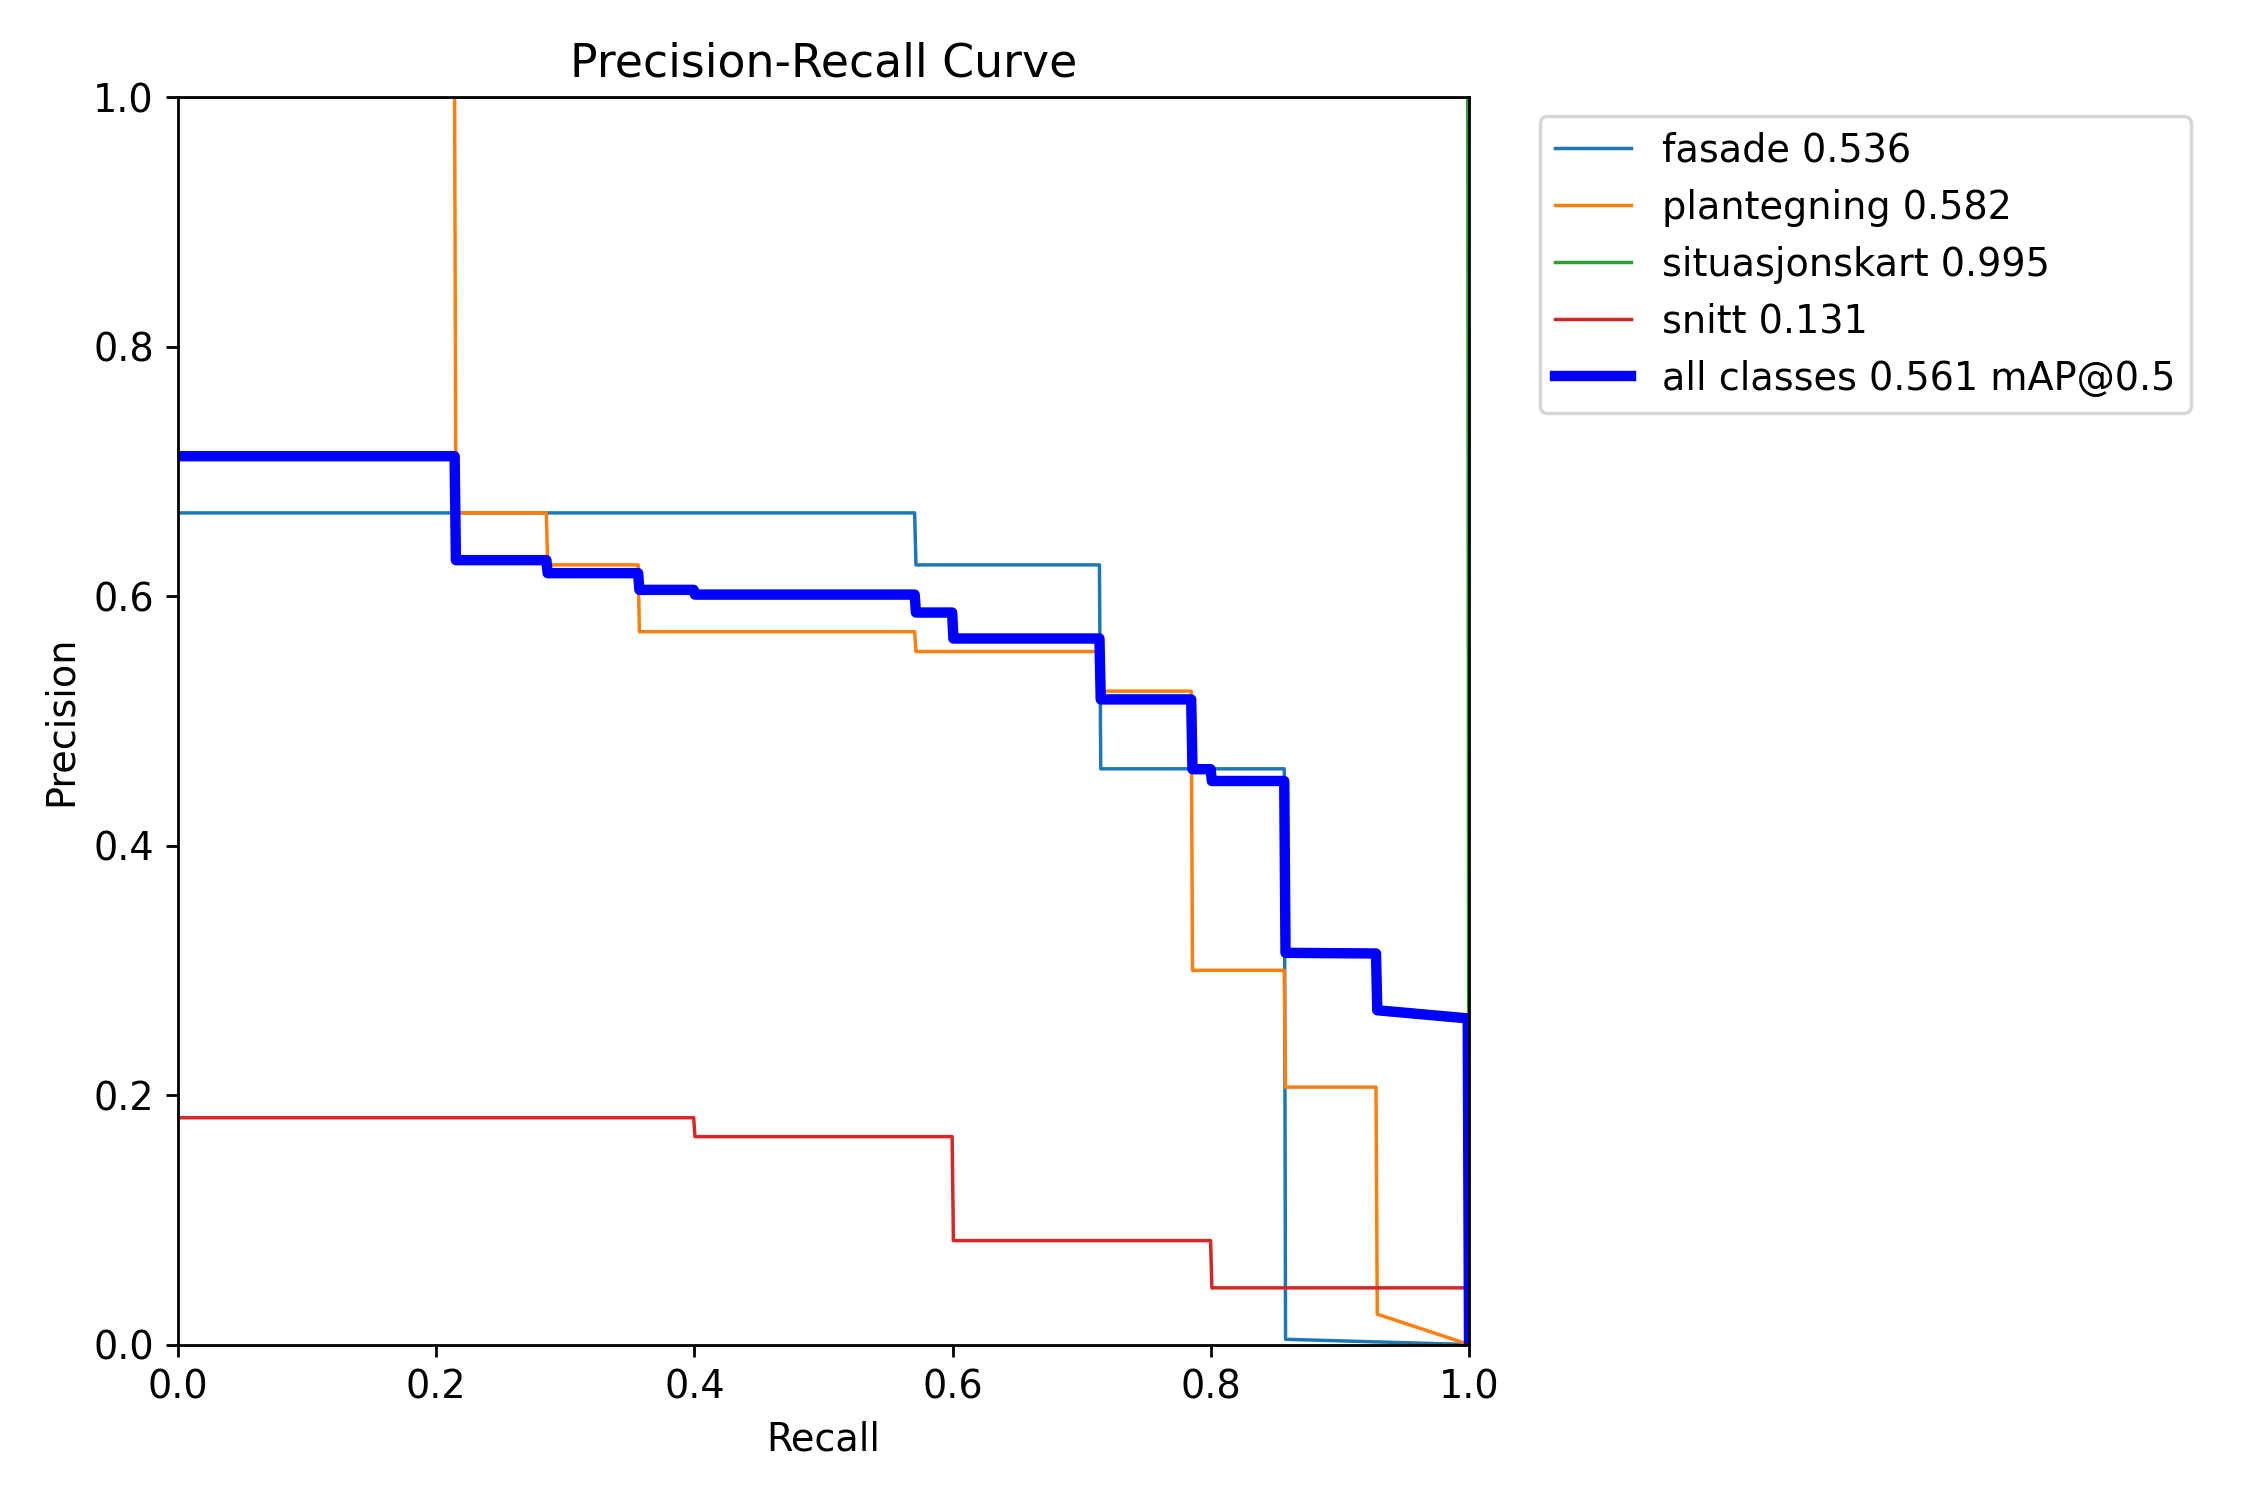 Precision-Recall Curve
1.0
0.8
0.6
0.4
0.2
0.0
Precision
0.0 0.2 0.4 0.6 0.8 1.0
Recall
fasade 0.536
plantegning 0.582
situasjonskart 0.995
snitt 0.131
all classes 0.561 mAP@0.5